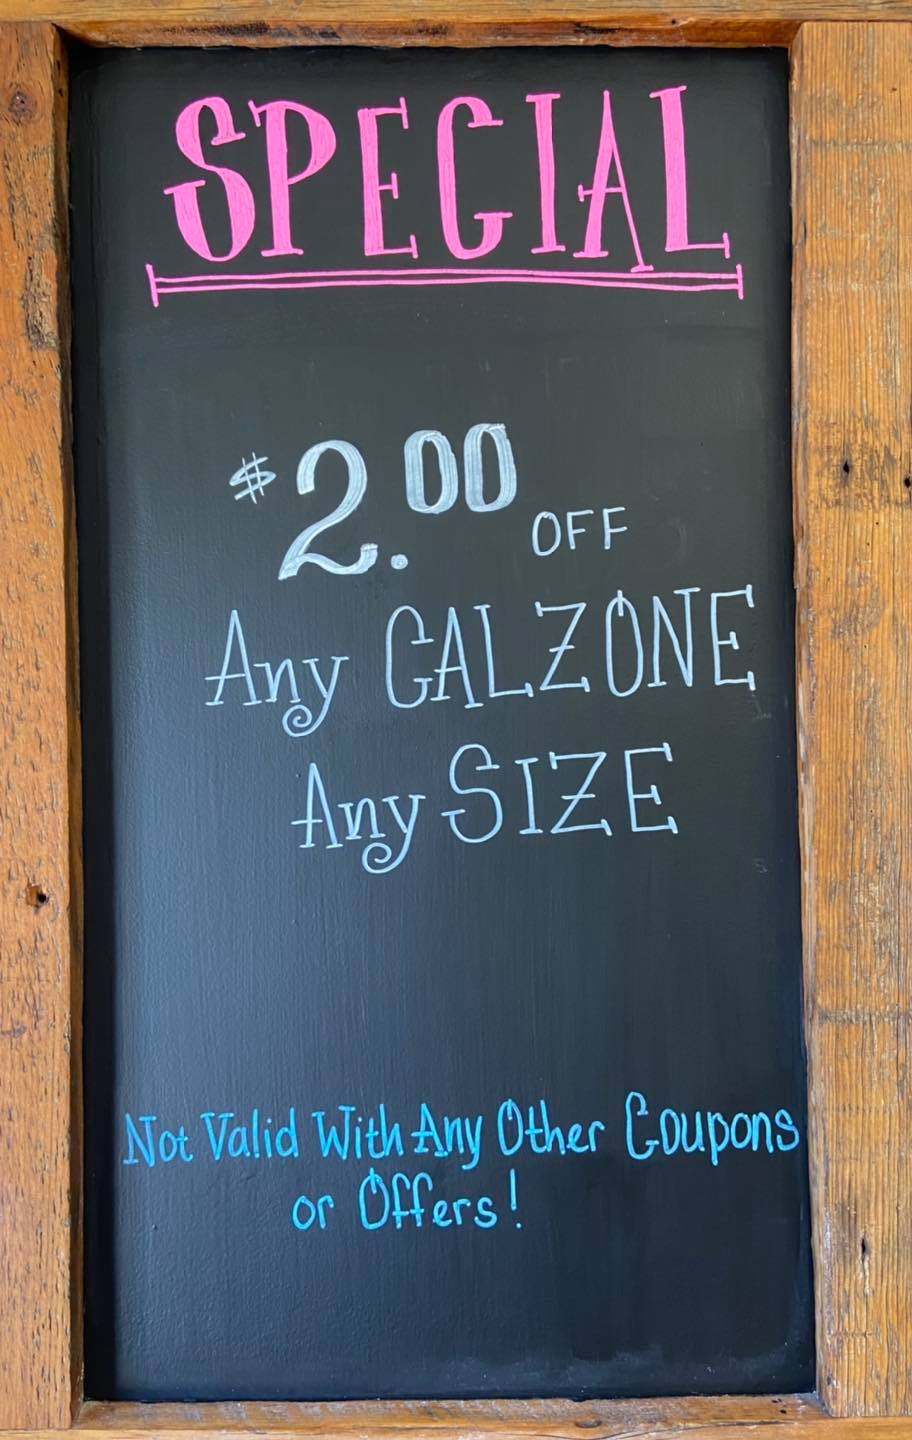 SPECIAL
$2.00 OFF
Any CALZONE
Any SIZE
Not Valid With Any Other Coupons
or Offers!